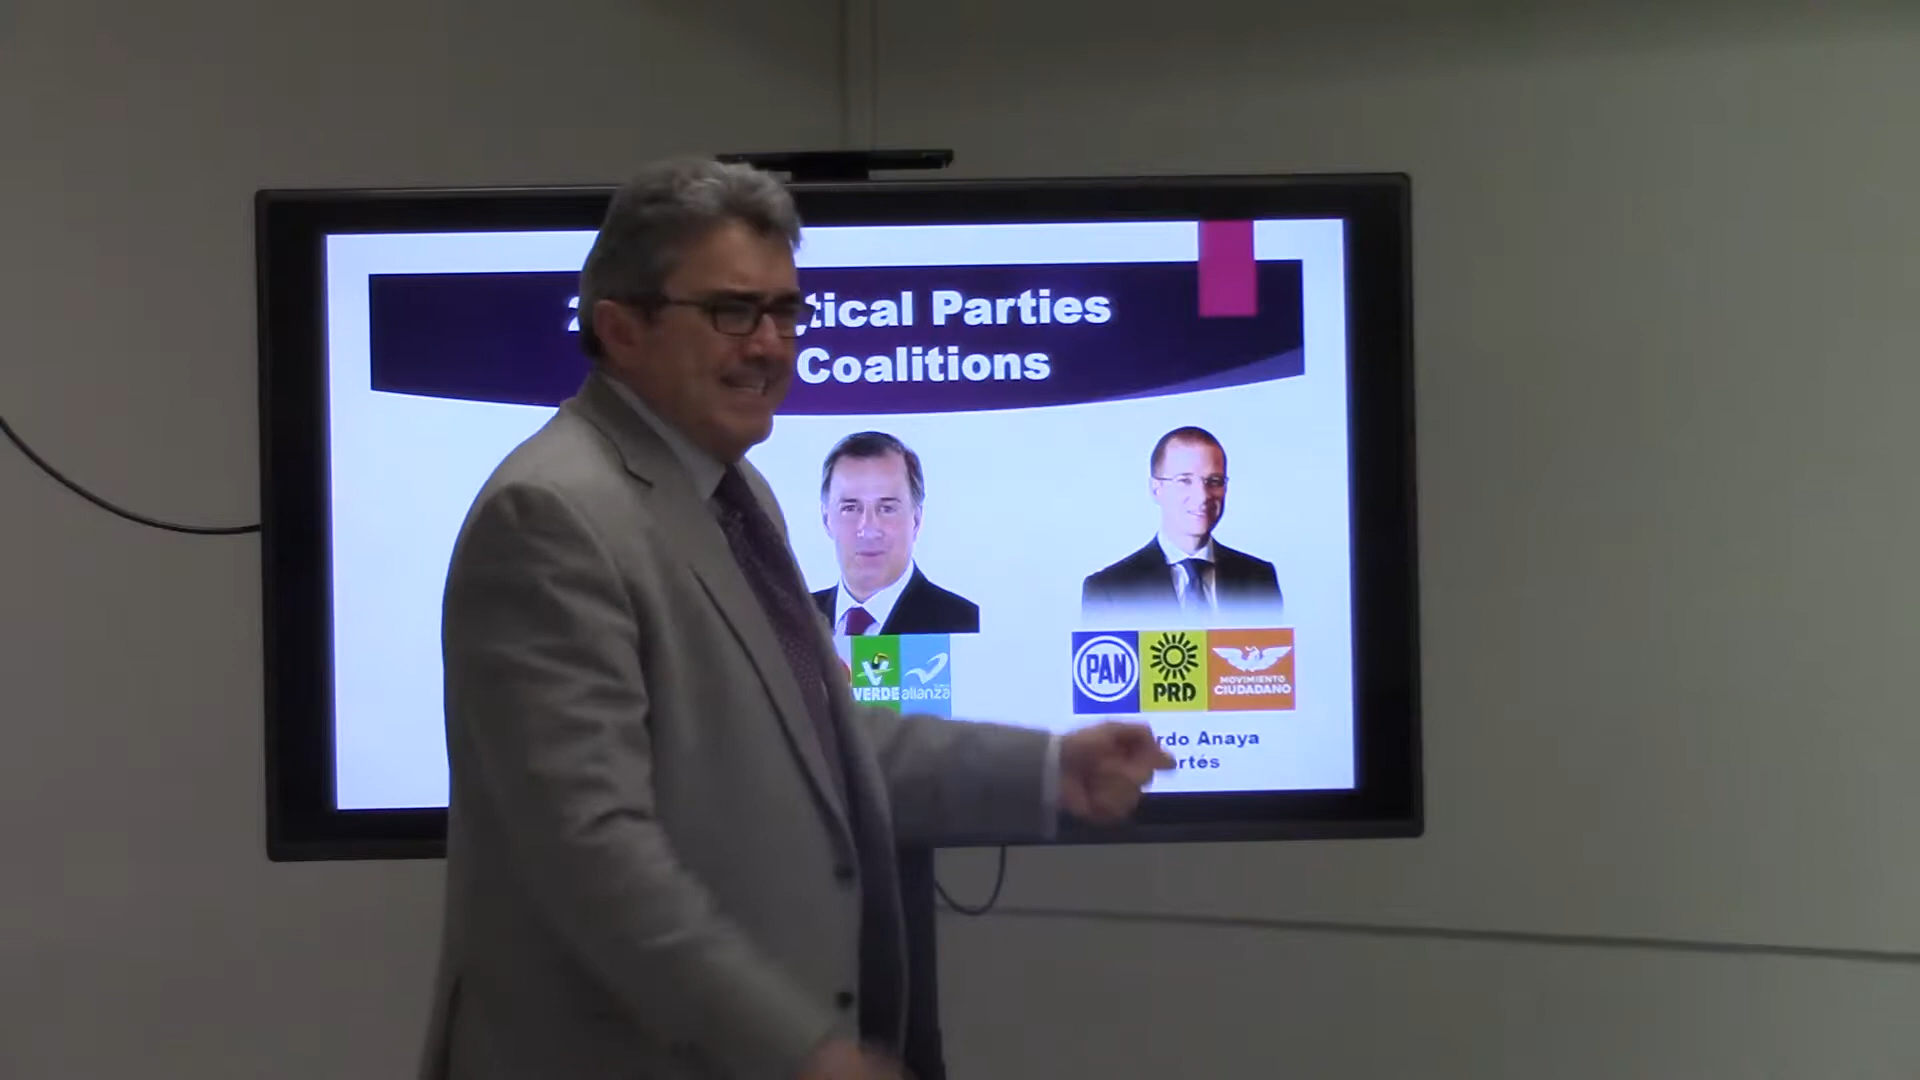 tical Parties
Coalitions
VERDE alianza
PAN PRD MOVIMIENTO
CIUDADANO
rdo Anaya
rtés